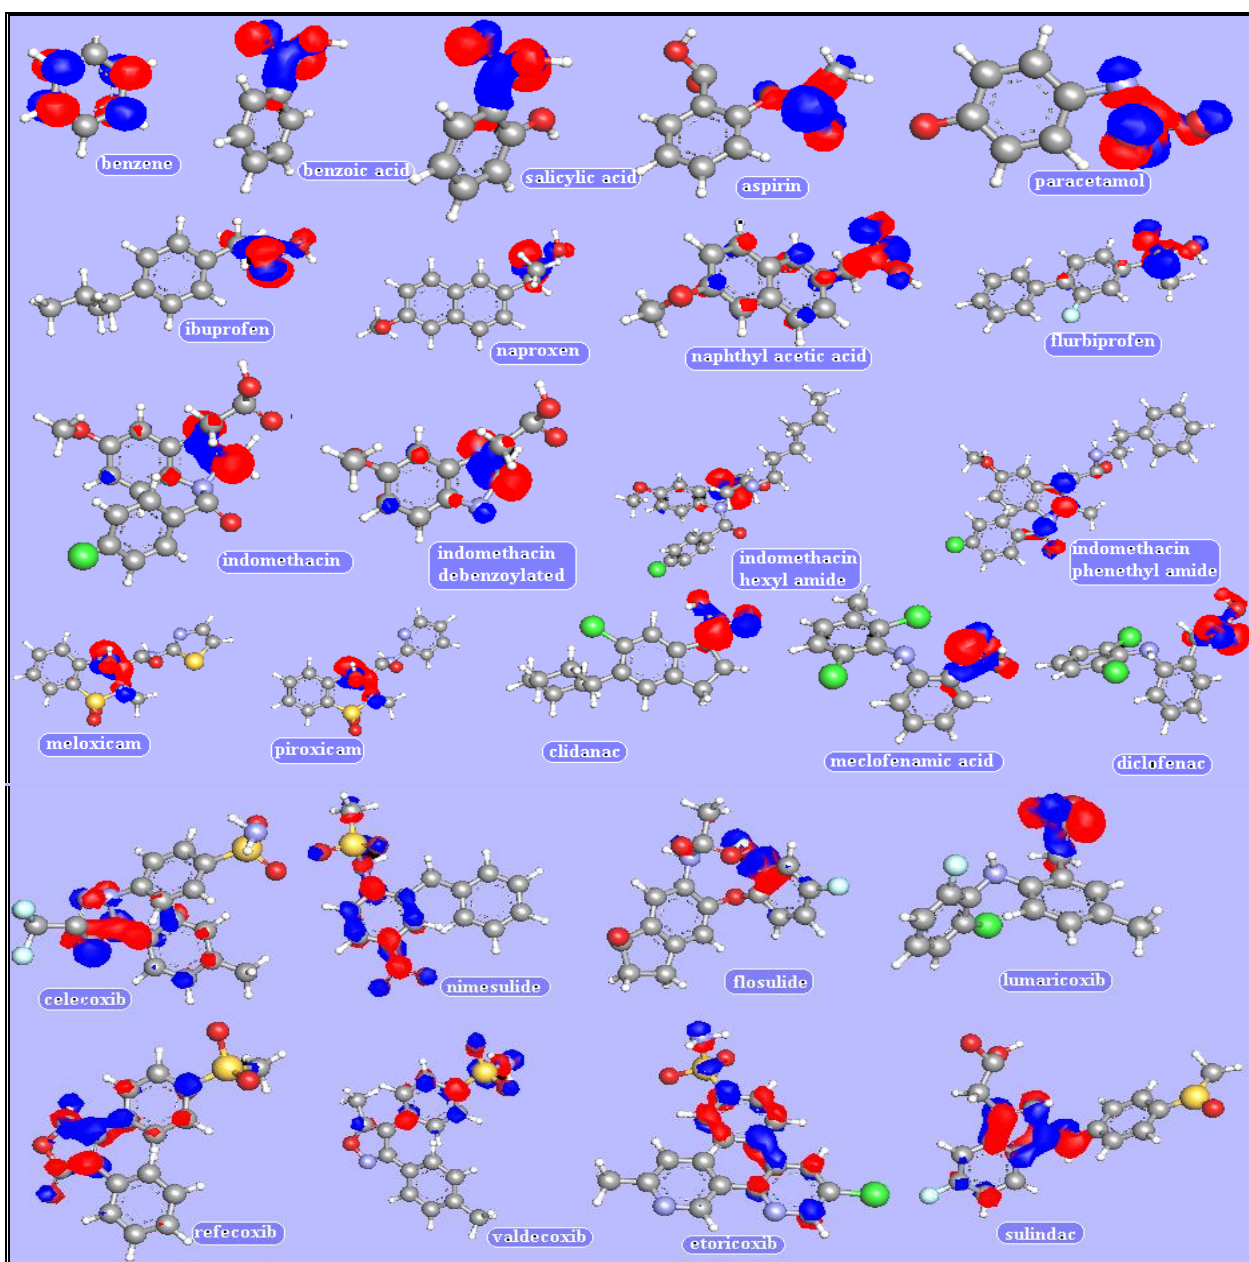 benzene
benzoic acid
salicylic acid
aspirin
paracetamol
ibuprofen
naproxen
naphthyl acetic acid
flurbiprofen
indomethacin
indomethacin
debenzoylated
indomethacin
hexyl amide
indomethacin
phenethyl amide
meloxicam
piroxicam
clidanac
meclofenamic acid
diclofenac
celecoxib
nimesulide
flosulide
lumaricoxib
refecoxib
valdecoxib
etoricoxib
sulindac